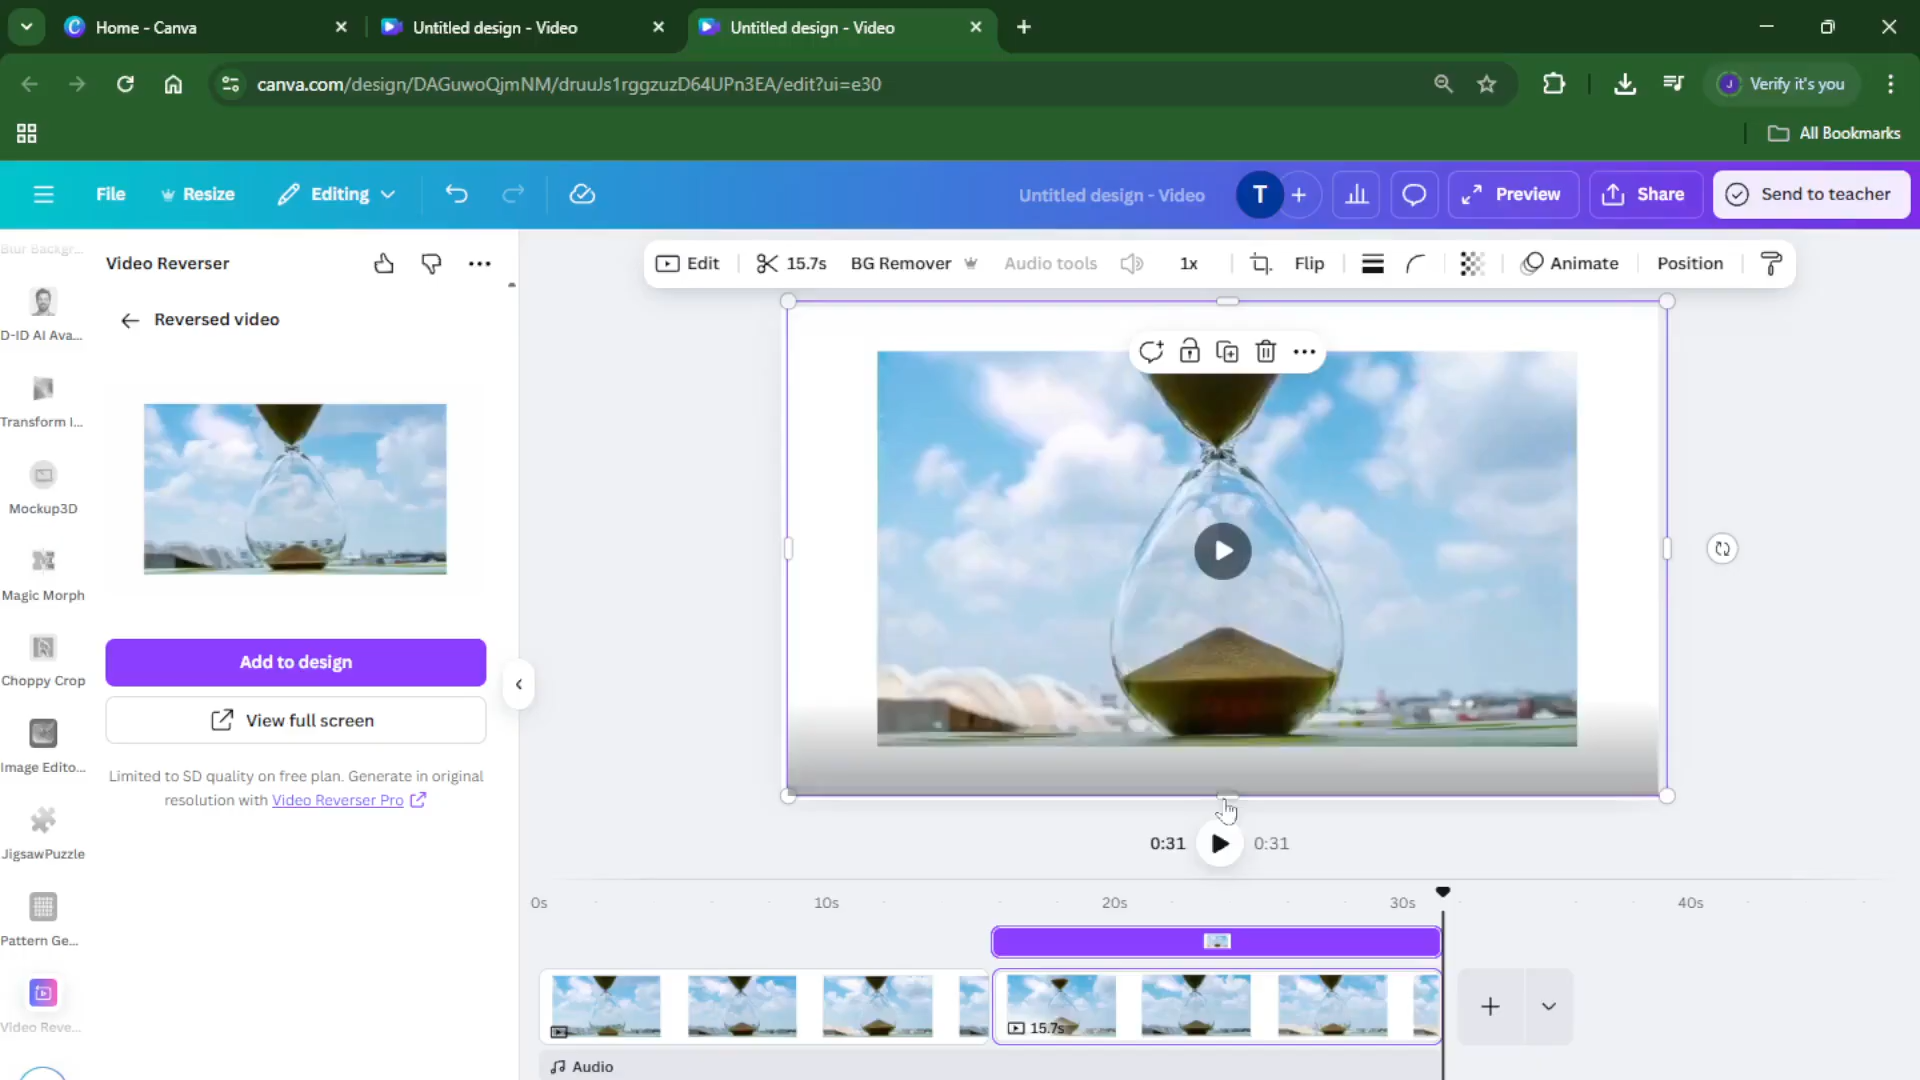 Home - Canva
Untitled design - Video
Untitled design - Video
canva.com/design/DAGuwoQjmNM/druuJs1rggzuzD64UPn3EA/edit?ui=e30
J
Verify it's you
All Bookmarks
File
Resize
Editing
Untitled design - Video
T
Preview
Share
Send to teacher
Blur Backgr...
D-ID AI Ava...
Transform I...
Mockup3D
Magic Morph
Choppy Crop
Image Edito...
JigsawPuzzle
Pattern Ge...
Video Reve...
Video Reverser
Reversed video
Add to design
View full screen
Limited to SD quality on free plan. Generate in original
resolution with Video Reverser Pro
Edit
15.7s
BG Remover
Audio tools
1x
Flip
Animate
Position
0:31
0:31
0s
10s
20s
30s
40s
15.7s
Audio